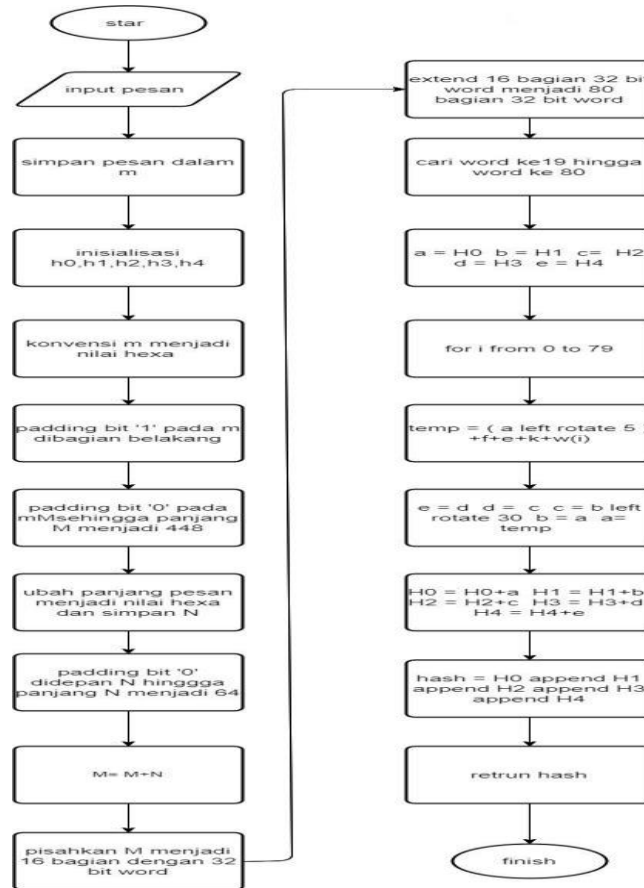 star
input pesan
simpan pesan dalam
m
inisialisasi
h0,h1,h2,h3,h4
konvensi m menjadi
nilai hexa
padding bit '1' pada m
dibagian belakang
padding bit '0' pada
mMsehingga panjang
M menjadi 448
ubah panjang pesan
menjadi nilai hexa
dan simpan N
padding bit '0'
didepan N hinggga
panjang N menjadi 64
M= M+N
pisahkan M menjadi
16 bagian dengan 32
bit word
extend 16 bagian 32 bit
word menjadi 80
bagian 32 bit word
cari word ke19 hingga
word ke 80
a = H0 b = H1 c= H2
d = H3 e = H4
for i from 0 to 79
temp = ( a left rotate 5 )
+f+e+k+w(i)
e = d d = c c = b left
rotate 30 b = a a=
temp
H0 = H0+a H1 = H1+b
H2 = H2+c H3 = H3+d
H4 = H4+e
hash = H0 append H1
append H2 append H3
append H4
retrun hash
finish